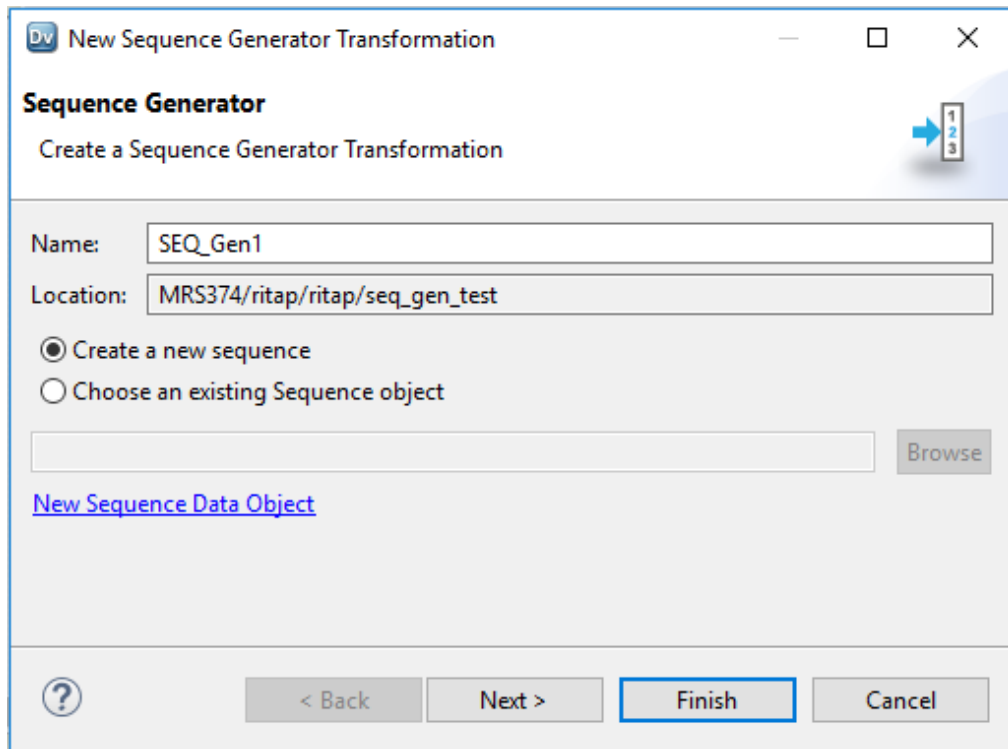 Dv New Sequence Generator Transformation
Sequence Generator
Create a Sequence Generator Transformation
1
2
3
Name: SEQ_Gen1
Location: MRS374/ritap/ritap/seq_gen_test
Create a new sequence
Choose an existing Sequence object
Browse
New Sequence Data Object
? < Back Next > Finish Cancel